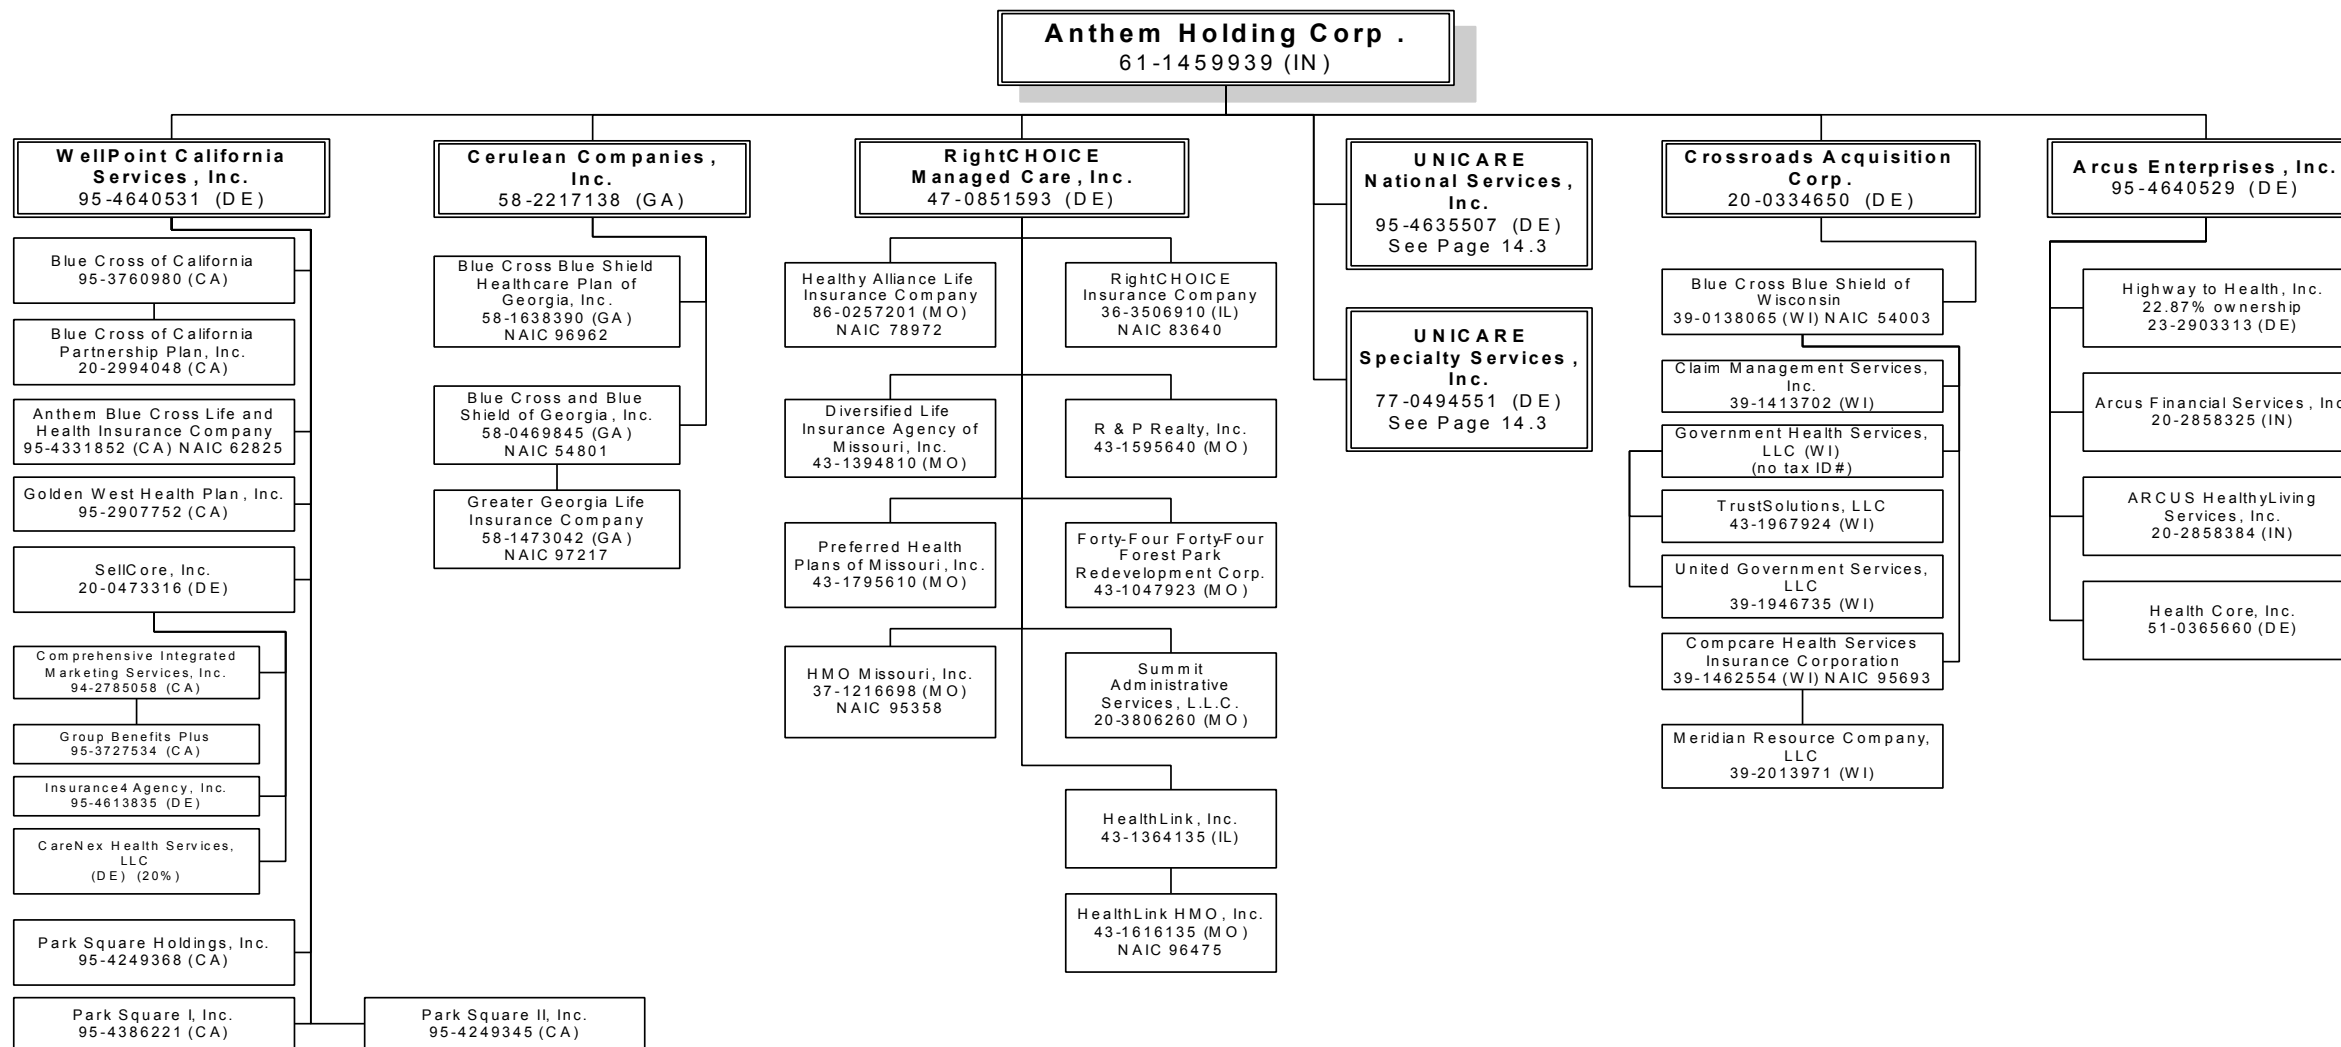 Anthem Holding Corp .
61-1459939 (IN)
WellPoint California
Services, Inc.
95-4640531 (DE)
Blue Cross of California
95-3760980 (CA)
Blue Cross of California
Partnership Plan, Inc.
20-2994048 (CA)
Anthem Blue Cross Life and
Health Insurance Company
95-4331852 (CA) NAIC 62825
Golden West Health Plan, Inc.
95-2907752 (CA)
SellCore, Inc.
20-0473316 (DE)
Comprehensive Integrated
Marketing Services, Inc.
94-2785058 (CA)
Group Benefits Plus
95-3727534 (CA)
Insurance4 Agency, Inc.
95-4613835 (DE)
CareNex Health Services,
LLC
(DE) (20%)
Park Square Holdings, Inc.
95-4249368 (CA)
Park Square I, Inc.
95-4386221 (CA)
Park Square II, Inc.
95-4249345 (CA)
Cerulean Companies,
Inc.
58-2217138 (GA)
Blue Cross Blue Shield
Healthcare Plan of
Georgia, Inc.
58-1638390 (GA)
NAIC 96962
Blue Cross and Blue
Shield of Georgia, Inc.
58-0469845 (GA)
NAIC 54801
Greater Georgia Life
Insurance Company
58-1473042 (GA)
NAIC 97217
RightCHOICE
Managed Care, Inc.
47-0851593 (DE)
Healthy Alliance Life
Insurance Company
86-0257201 (MO)
NAIC 78972
RightCHOICE
Insurance Company
36-3506910 (IL)
NAIC 83640
Diversified Life
Insurance Agency of
Missouri, Inc.
43-1394810 (MO)
R & P Realty, Inc.
43-1595640 (MO)
Preferred Health
Plans of Missouri, Inc.
43-1795610 (MO)
Forty-Four Forty-Four
Forest Park
Redevelopment Corp.
43-1047923 (MO)
HMO Missouri, Inc.
37-1216698 (MO)
NAIC 95358
Summit
Administrative
Services, L.L.C.
20-3806260 (MO)
HealthLink, Inc.
43-1364135 (IL)
HealthLink HMO, Inc.
43-1616135 (MO)
NAIC 96475
UNICARE
National Services,
Inc.
95-4635507 (DE)
See Page 14.3
UNICARE
Specialty Services,
Inc.
77-0494551 (DE)
See Page 14.3
Crossroads Acquisition
Corp.
20-0334650 (DE)
Blue Cross Blue Shield of
Wisconsin
39-0138065 (WI) NAIC 54003
Claim Management Services,
Inc.
39-1413702 (WI)
Government Health Services,
LLC (WI)
(no tax ID#)
TrustSolutions, LLC
43-1967924 (WI)
United Government Services,
LLC
39-1946735 (WI)
Compcare Health Services
Insurance Corporation
39-1462554 (WI) NAIC 95693
Meridian Resource Company,
LLC
39-2013971 (WI)
Arcus Enterprises, Inc.
95-4640529 (DE)
Highway to Health, Inc.
22.87% ownership
23-2903313 (DE)
Arcus Financial Services, Inc
20-2858325 (IN)
ARCUS HealthyLiving
Services, Inc.
20-2858384 (IN)
Health Core, Inc.
51-0365660 (DE)